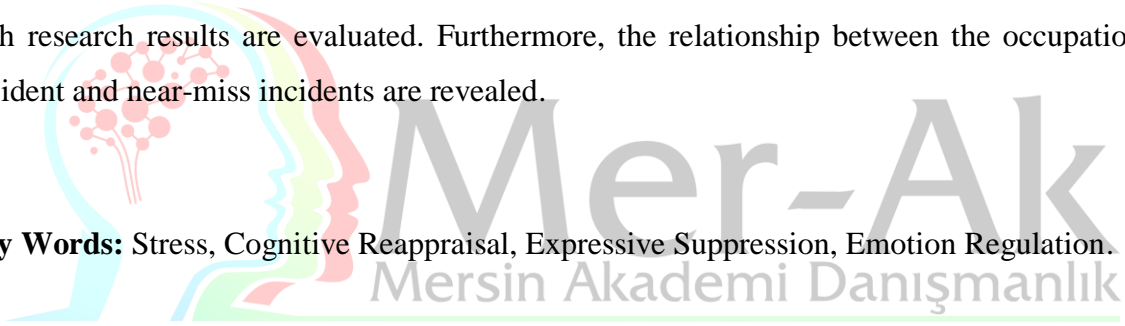 h research results are evaluated. Furthermore, the relationship between the occupatio
ident and near-miss incidents are revealed.
Mer-Ak
y Words: Stress, Cognitive Reappraisal, Expressive Suppression, Emotion Regulation.
Mersin Akademi Danışmanlık